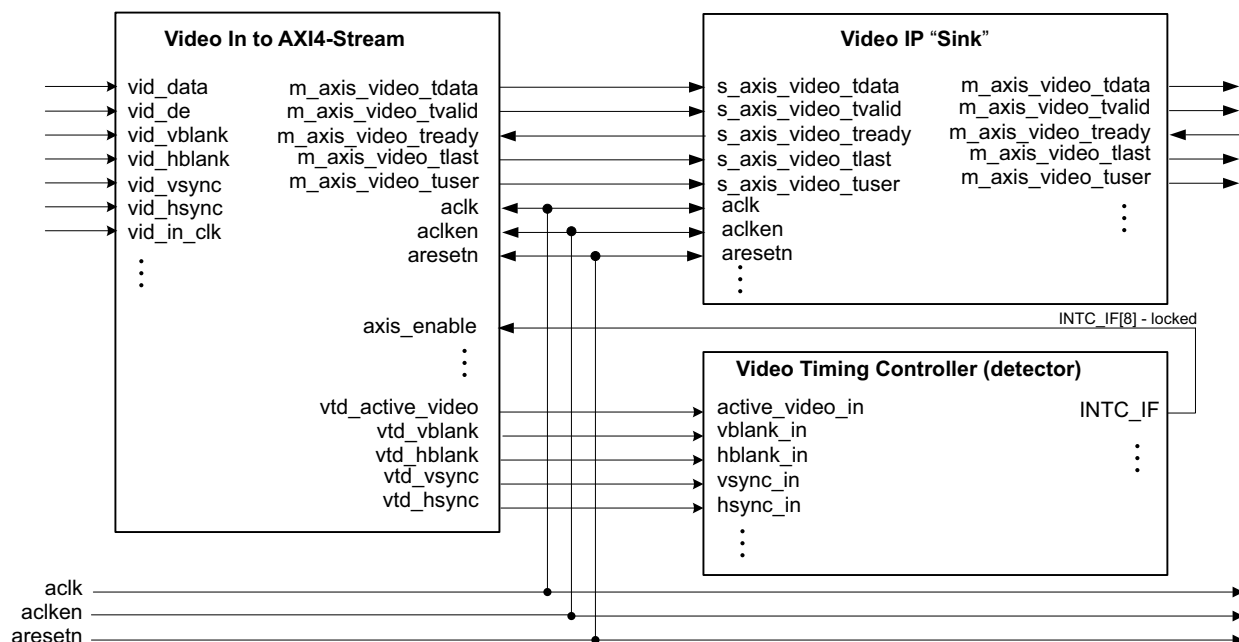 Video In to AXI4-Stream
vid_data
vid_de
vid_vblank
vid_hblank
vid_vsync
vid_hsync
vid_in_clk
m_axis_video_tdata
m_axis_video_tvalid
m_axis_video_tready
m_axis_video_tlast
m_axis_video_tuser
aclk
aclken
aresetn
axis_enable
vtd_active_video
vtd_vblank
vtd_hblank
vtd_vsync
vtd_hsync
Video IP “Sink”
s_axis_video_tdata
s_axis_video_tvalid
s_axis_video_tready
s_axis_video_tlast
s_axis_video_tuser
aclk
aclken
aresetn
m_axis_video_tdata
m_axis_video_tvalid
m_axis_video_tready
m_axis_video_tlast
m_axis_video_tuser
INTC_IF[8] - locked
Video Timing Controller (detector)
active_video_in
vblank_in
hblank_in
vsync_in
hsync_in
INTC_IF
aclk
aclken
aresetn